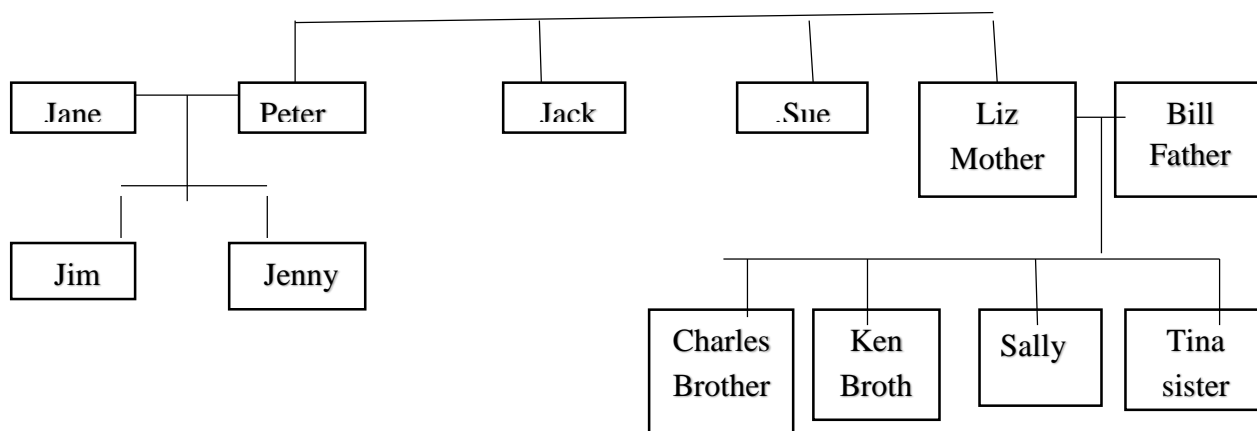 Jane
Peter
Jack
.Sue
Liz
Mother
Bill
Father
Jim
Jenny
Charles
Brother
Ken
Broth
Sally
Tina
sister